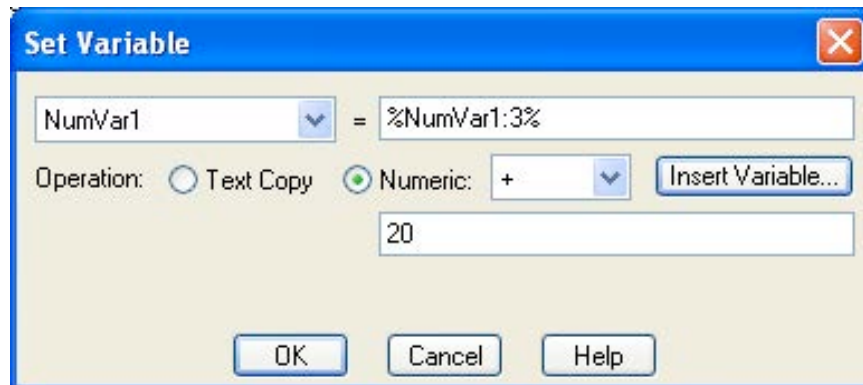 Set Variable
NumVar1 = %NumVar1:3%
Operation: Text Copy Numeric: + Insert Variable...
20
OK Cancel Help